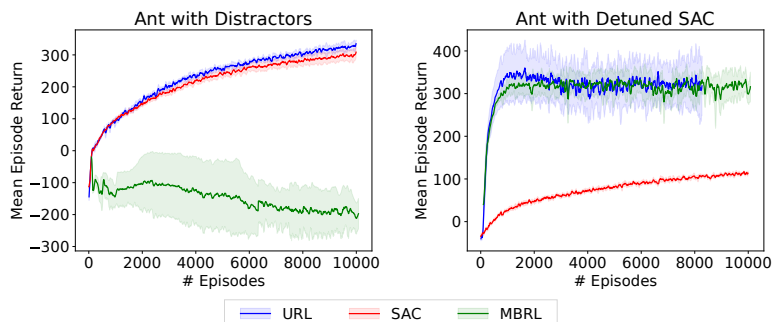 Ant with Distractors
Mean Episode Return
300
200
100
0
−100
−200
−300
0 2000 4000 6000 8000 10000
# Episodes
Ant with Detuned SAC
Mean Episode Return
400
300
200
100
0
0 2000 4000 6000 8000 10000
# Episodes
URL SAC MBRL